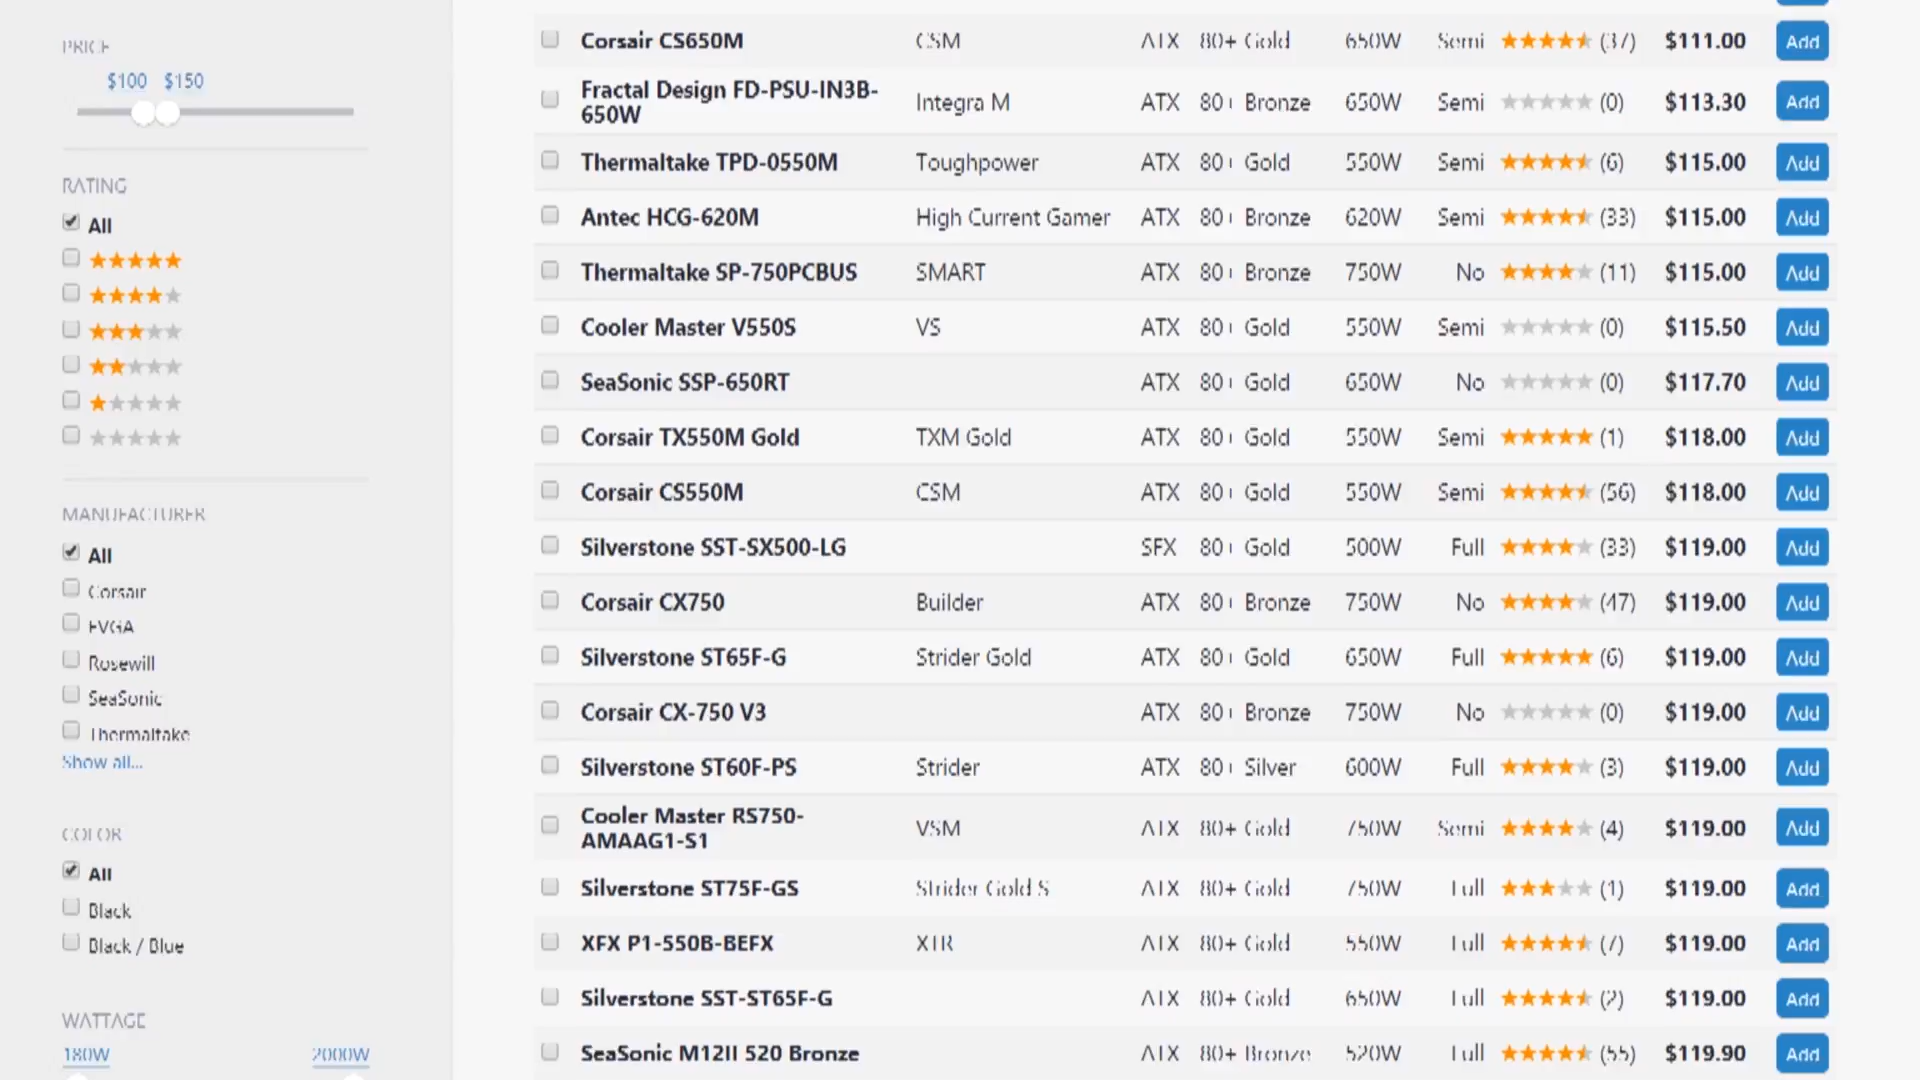 PRICE
$100 $150
RATING
All
MANUFACTURER
All
Corsair
EVGA
Rosewill
SeaSonic
Thermaltake
Show all...
COLOR
All
Black
Black / Blue
WATTAGE
180W 2000W
Corsair CS650M CSM ATX 80+ Gold 650W Semi (37) $111.00 Add
Fractal Design FD-PSU-IN3B-
650W Integra M ATX 80+ Bronze 650W Semi (0) $113.30 Add
Thermaltake TPD-0550M Toughpower ATX 80+ Gold 550W Semi (6) $115.00 Add
Antec HCG-620M High Current Gamer ATX 80+ Bronze 620W Semi (33) $115.00 Add
Thermaltake SP-750PCBUS SMART ATX 80+ Bronze 750W No (11) $115.00 Add
Cooler Master V550S VS ATX 80+ Gold 550W Semi (0) $115.50 Add
SeaSonic SSP-650RT ATX 80+ Gold 650W No (0) $117.70 Add
Corsair TX550M Gold TXM Gold ATX 80+ Gold 550W Semi (1) $118.00 Add
Corsair CS550M CSM ATX 80+ Gold 550W Semi (56) $118.00 Add
Silverstone SST-SX500-LG SFX 80+ Gold 500W Full (33) $119.00 Add
Corsair CX750 Builder ATX 80+ Bronze 750W No (47) $119.00 Add
Silverstone ST65F-G Strider Gold ATX 80+ Gold 650W Full (6) $119.00 Add
Corsair CX-750 V3 ATX 80+ Bronze 750W No (0) $119.00 Add
Silverstone ST60F-PS Strider ATX 80+ Silver 600W Full (3) $119.00 Add
Cooler Master RS750-
AMAAG1-S1 VSM ATX 80+ Gold 750W Semi (4) $119.00 Add
Silverstone ST75F-GS Strider Gold S ATX 80+ Gold 750W Full (1) $119.00 Add
XFX P1-550B-BEFX XTR ATX 80+ Gold 550W Full (7) $119.00 Add
Silverstone SST-ST65F-G ATX 80+ Gold 650W Full (2) $119.00 Add
SeaSonic M12II 520 Bronze ATX 80+ Bronze 520W Full (55) $119.90 Add